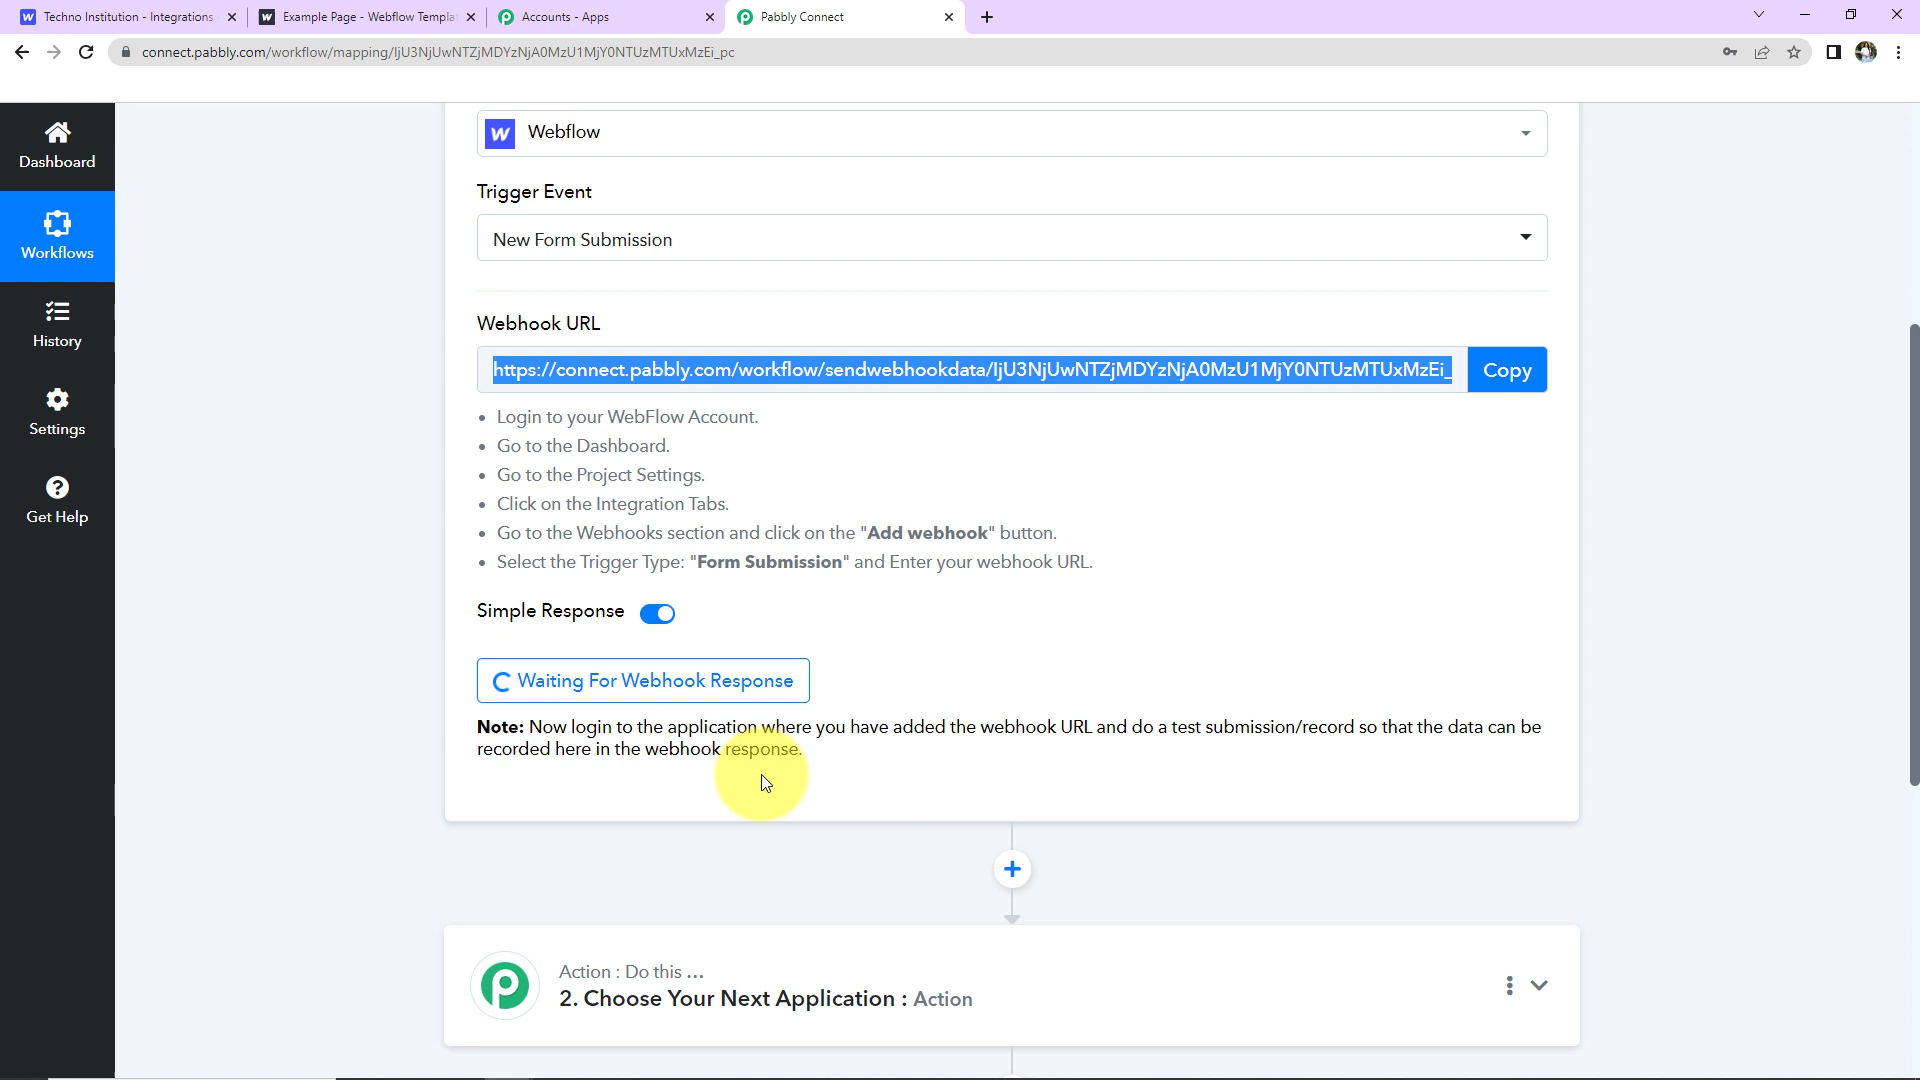 Techno Institution - Integrations
Example Page - Webflow Templa
Accounts - Apps
Pabbly Connect
connect.pabbly.com/workflow/mapping/IjU3NjUwNTZjMDYzNjA0MzU1MjY0NTUzMTUxMzEi_pc
Dashboard
Workflows
History
Settings
Get Help
Webflow
Trigger Event
New Form Submission
Webhook URL
https://connect.pabbly.com/workflow/sendwebhookdata/IjU3NjUwNTZjMDYzNjA0MzU1MjY0NTUzMTUxMzEi_
Copy
• Login to your WebFlow Account.
• Go to the Dashboard.
• Go to the Project Settings.
• Click on the Integration Tabs.
• Go to the Webhooks section and click on the "Add webhook" button.
• Select the Trigger Type: "Form Submission" and Enter your webhook URL.
Simple Response
Waiting For Webhook Response
Note: Now login to the application where you have added the webhook URL and do a test submission/record so that the data can be
recorded here in the webhook response.
Action : Do this ...
2. Choose Your Next Application : Action